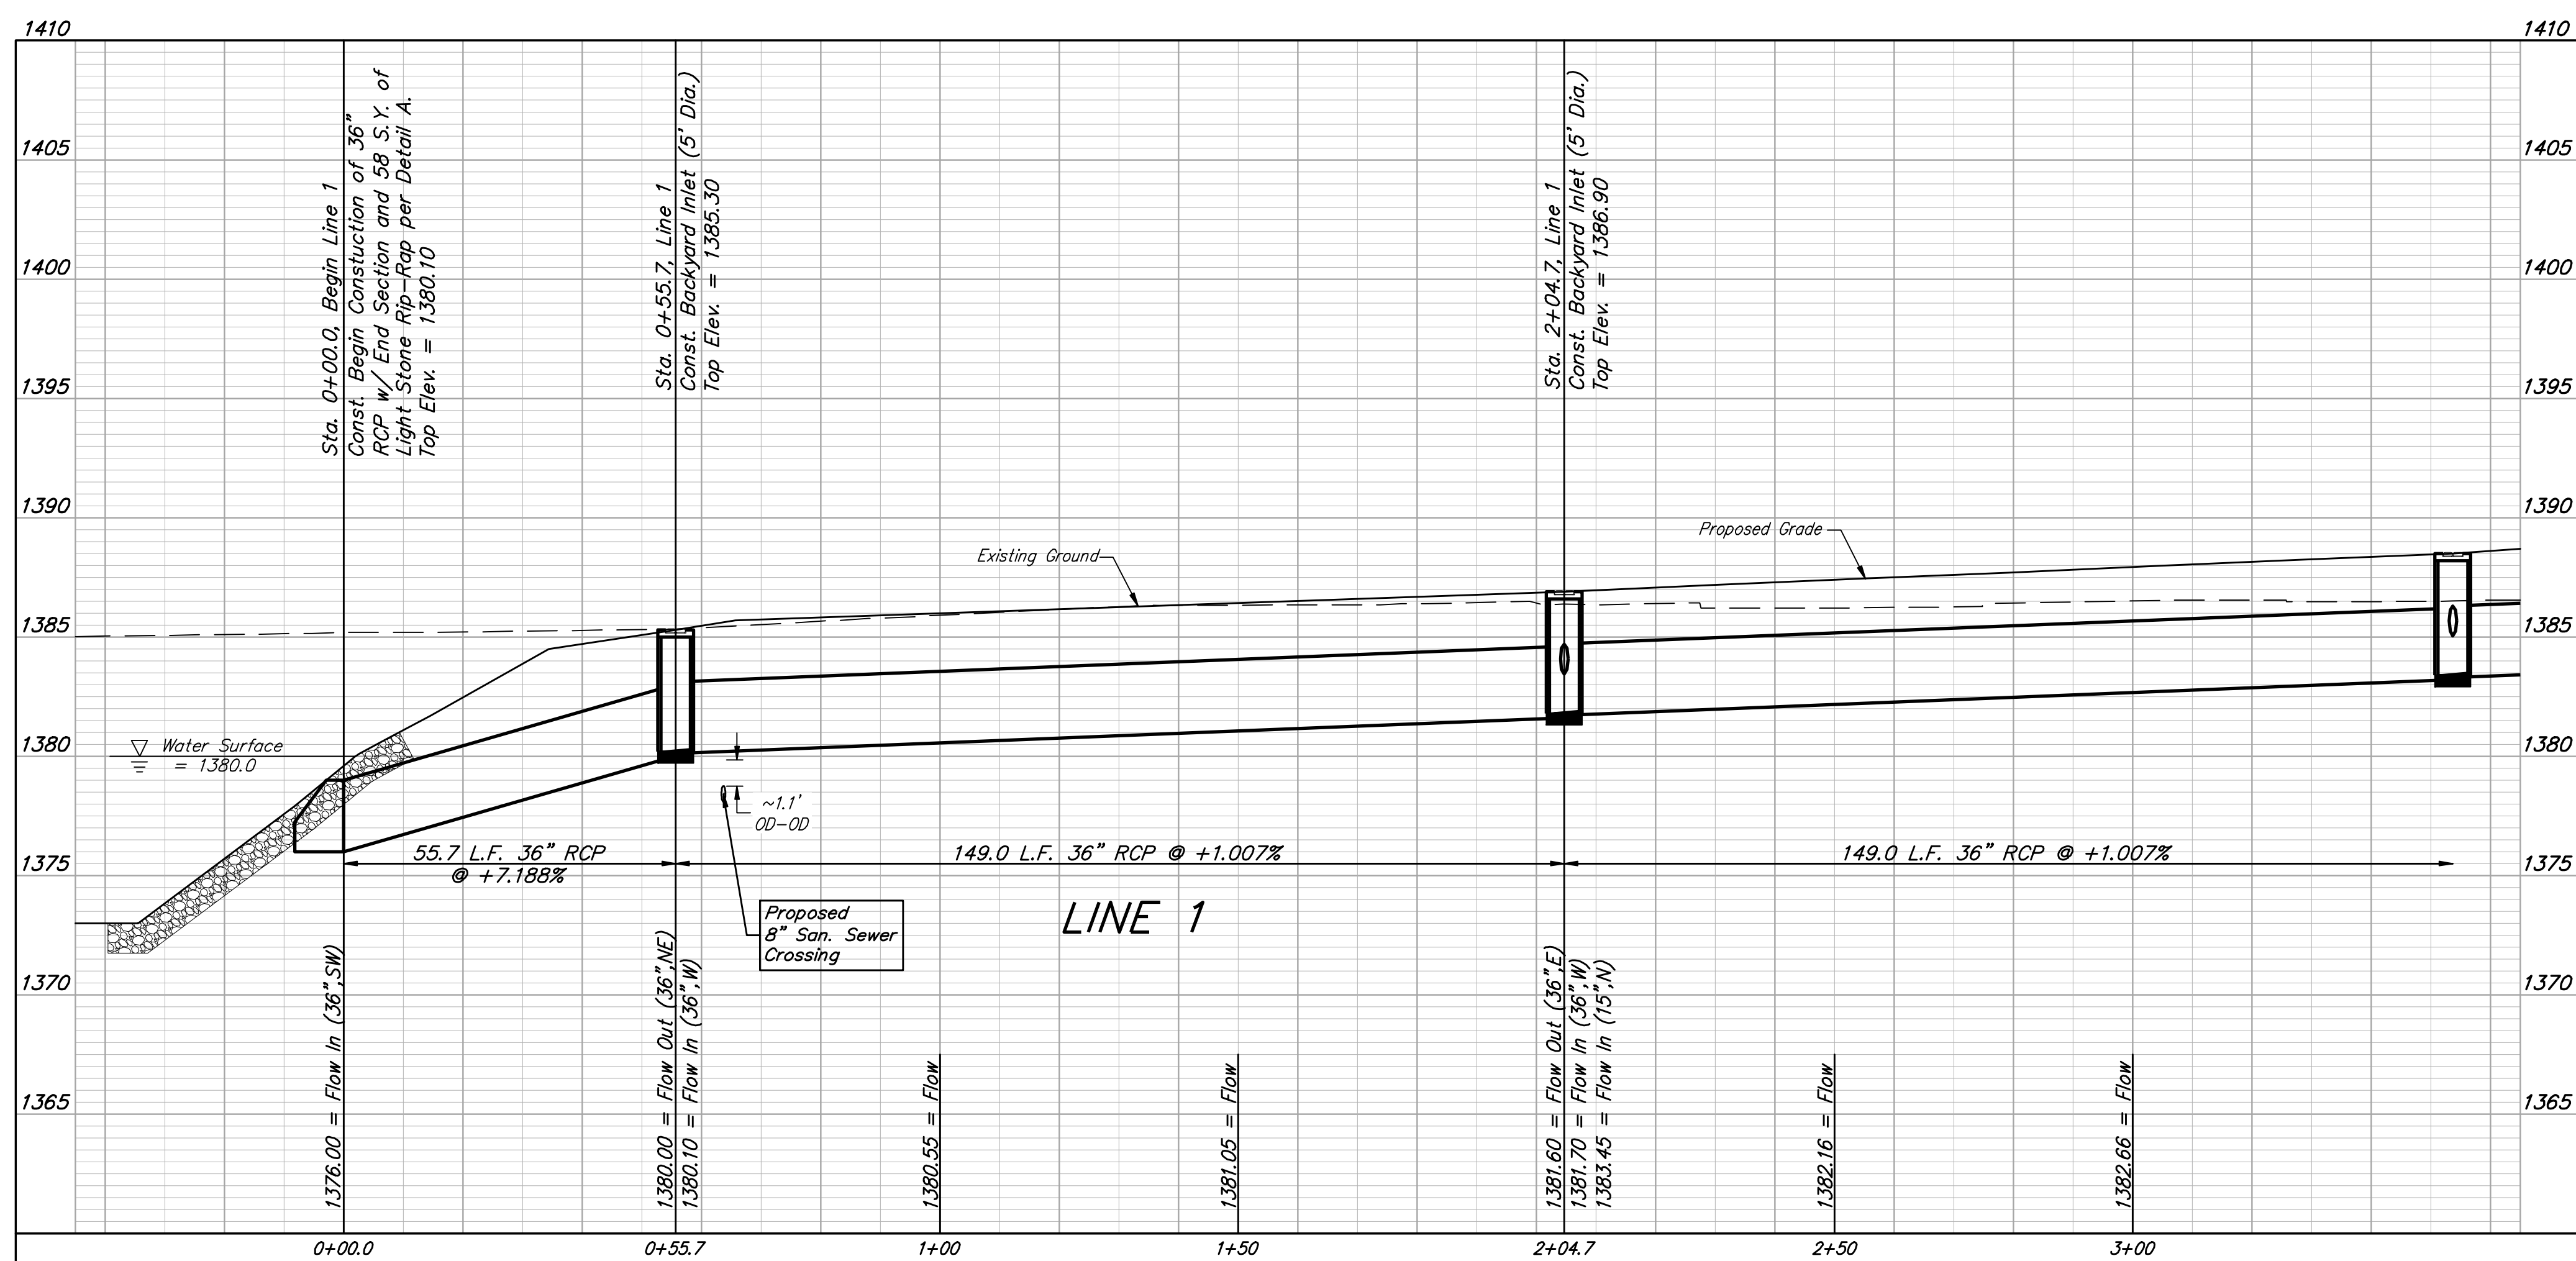 1410
1410
1405
1405
1400
1400
1395
1395
1390
1390
1385
1385
1380
1380
1375
1375
1370
1370
1365
1365
Sta. 0+00.0, Begin Line 1
Const. Begin Constuction of 36"
RCP w/ End Section and 58 S.Y. of
Light Stone Rip-Rap per Detail A.
Top Elev. = 1380.10
Sta. 0+55.7, Line 1
Const. Backyard Inlet (5' Dia.)
Top Elev. = 1385.30
Sta. 2+04.7, Line 1
Const. Backyard Inlet (5' Dia.)
Top Elev. = 1386.90
Existing Ground
Proposed Grade
Water Surface
= 1380.0
~1.1'
OD-OD
55.7 L.F. 36" RCP
@ +7.188%
149.0 L.F. 36" RCP @ +1.007%
149.0 L.F. 36" RCP @ +1.007%
Proposed
8" San. Sewer
Crossing
LINE 1
1376.00 = Flow In (36",SW)
1380.00 = Flow Out (36",NE)
1380.10 = Flow In (36",W)
1380.55 = Flow
1381.05 = Flow
1381.60 = Flow Out (36",E)
1381.70 = Flow In (36",W)
1383.45 = Flow In (15",N)
1382.16 = Flow
1382.66 = Flow
0+00.0
0+55.7
1+00
1+50
2+04.7
2+50
3+00